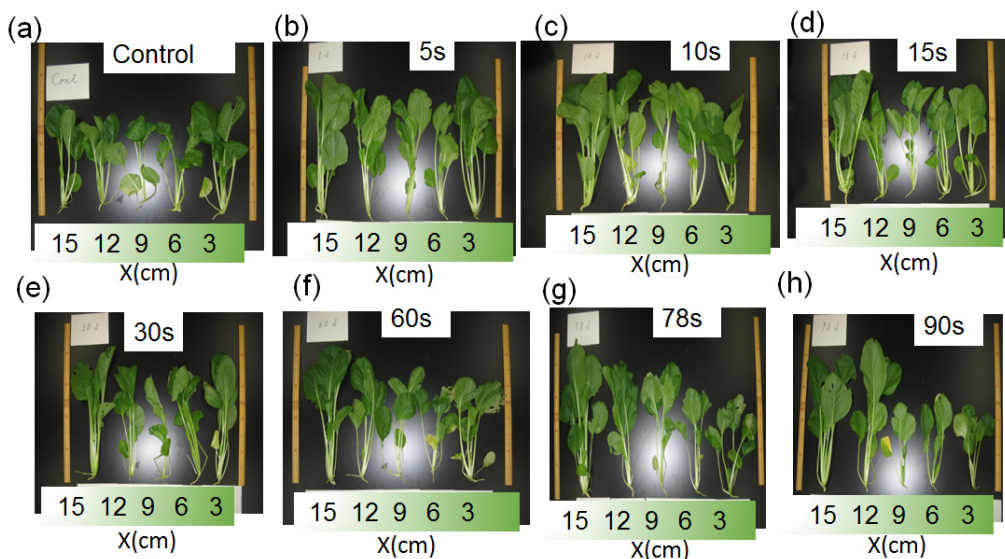 (a)
Control
Cont
15 12 9 6 3
X(cm)
(b)
5s
15 12 9 6 3
X(cm)
(c)
10s
15 12 9 6 3
X(cm)
(d)
15s
15 12 9 6 3
X(cm)
(e)
30s
15 12 9 6 3
X(cm)
(f)
60s
15 12 9 6 3
X(cm)
(g)
78s
15 12 9 6 3
X(cm)
(h)
90s
15 12 9 6 3
X(cm)